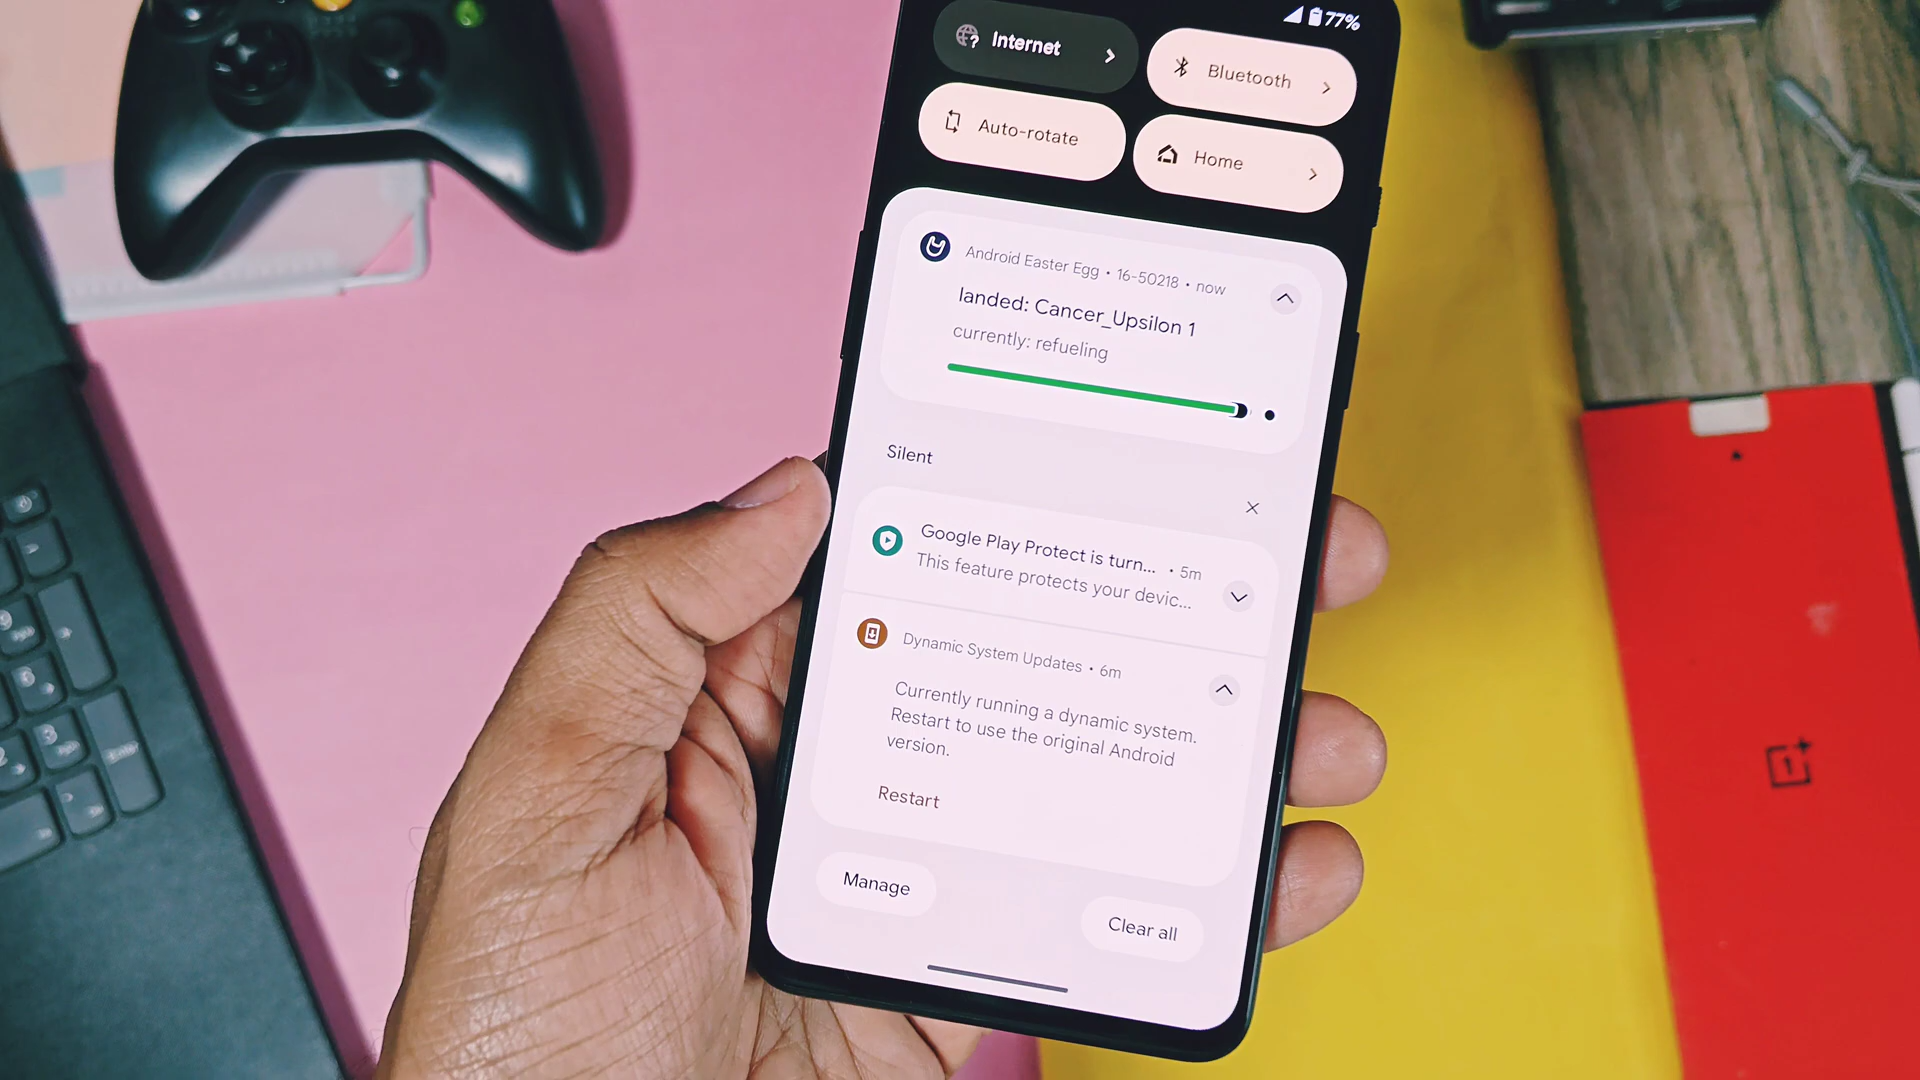 77%
Internet
Bluetooth
Auto-rotate
Home
Android Easter Egg • 16-50218 • now
landed: Cancer_Upsilon 1
currently: refueling
Silent
Google Play Protect is turn... • 5m
This feature protects your devic...
Dynamic System Updates • 6m
Currently running a dynamic system.
Restart to use the original Android
version.
Restart
Manage
Clear all
Enter
1+